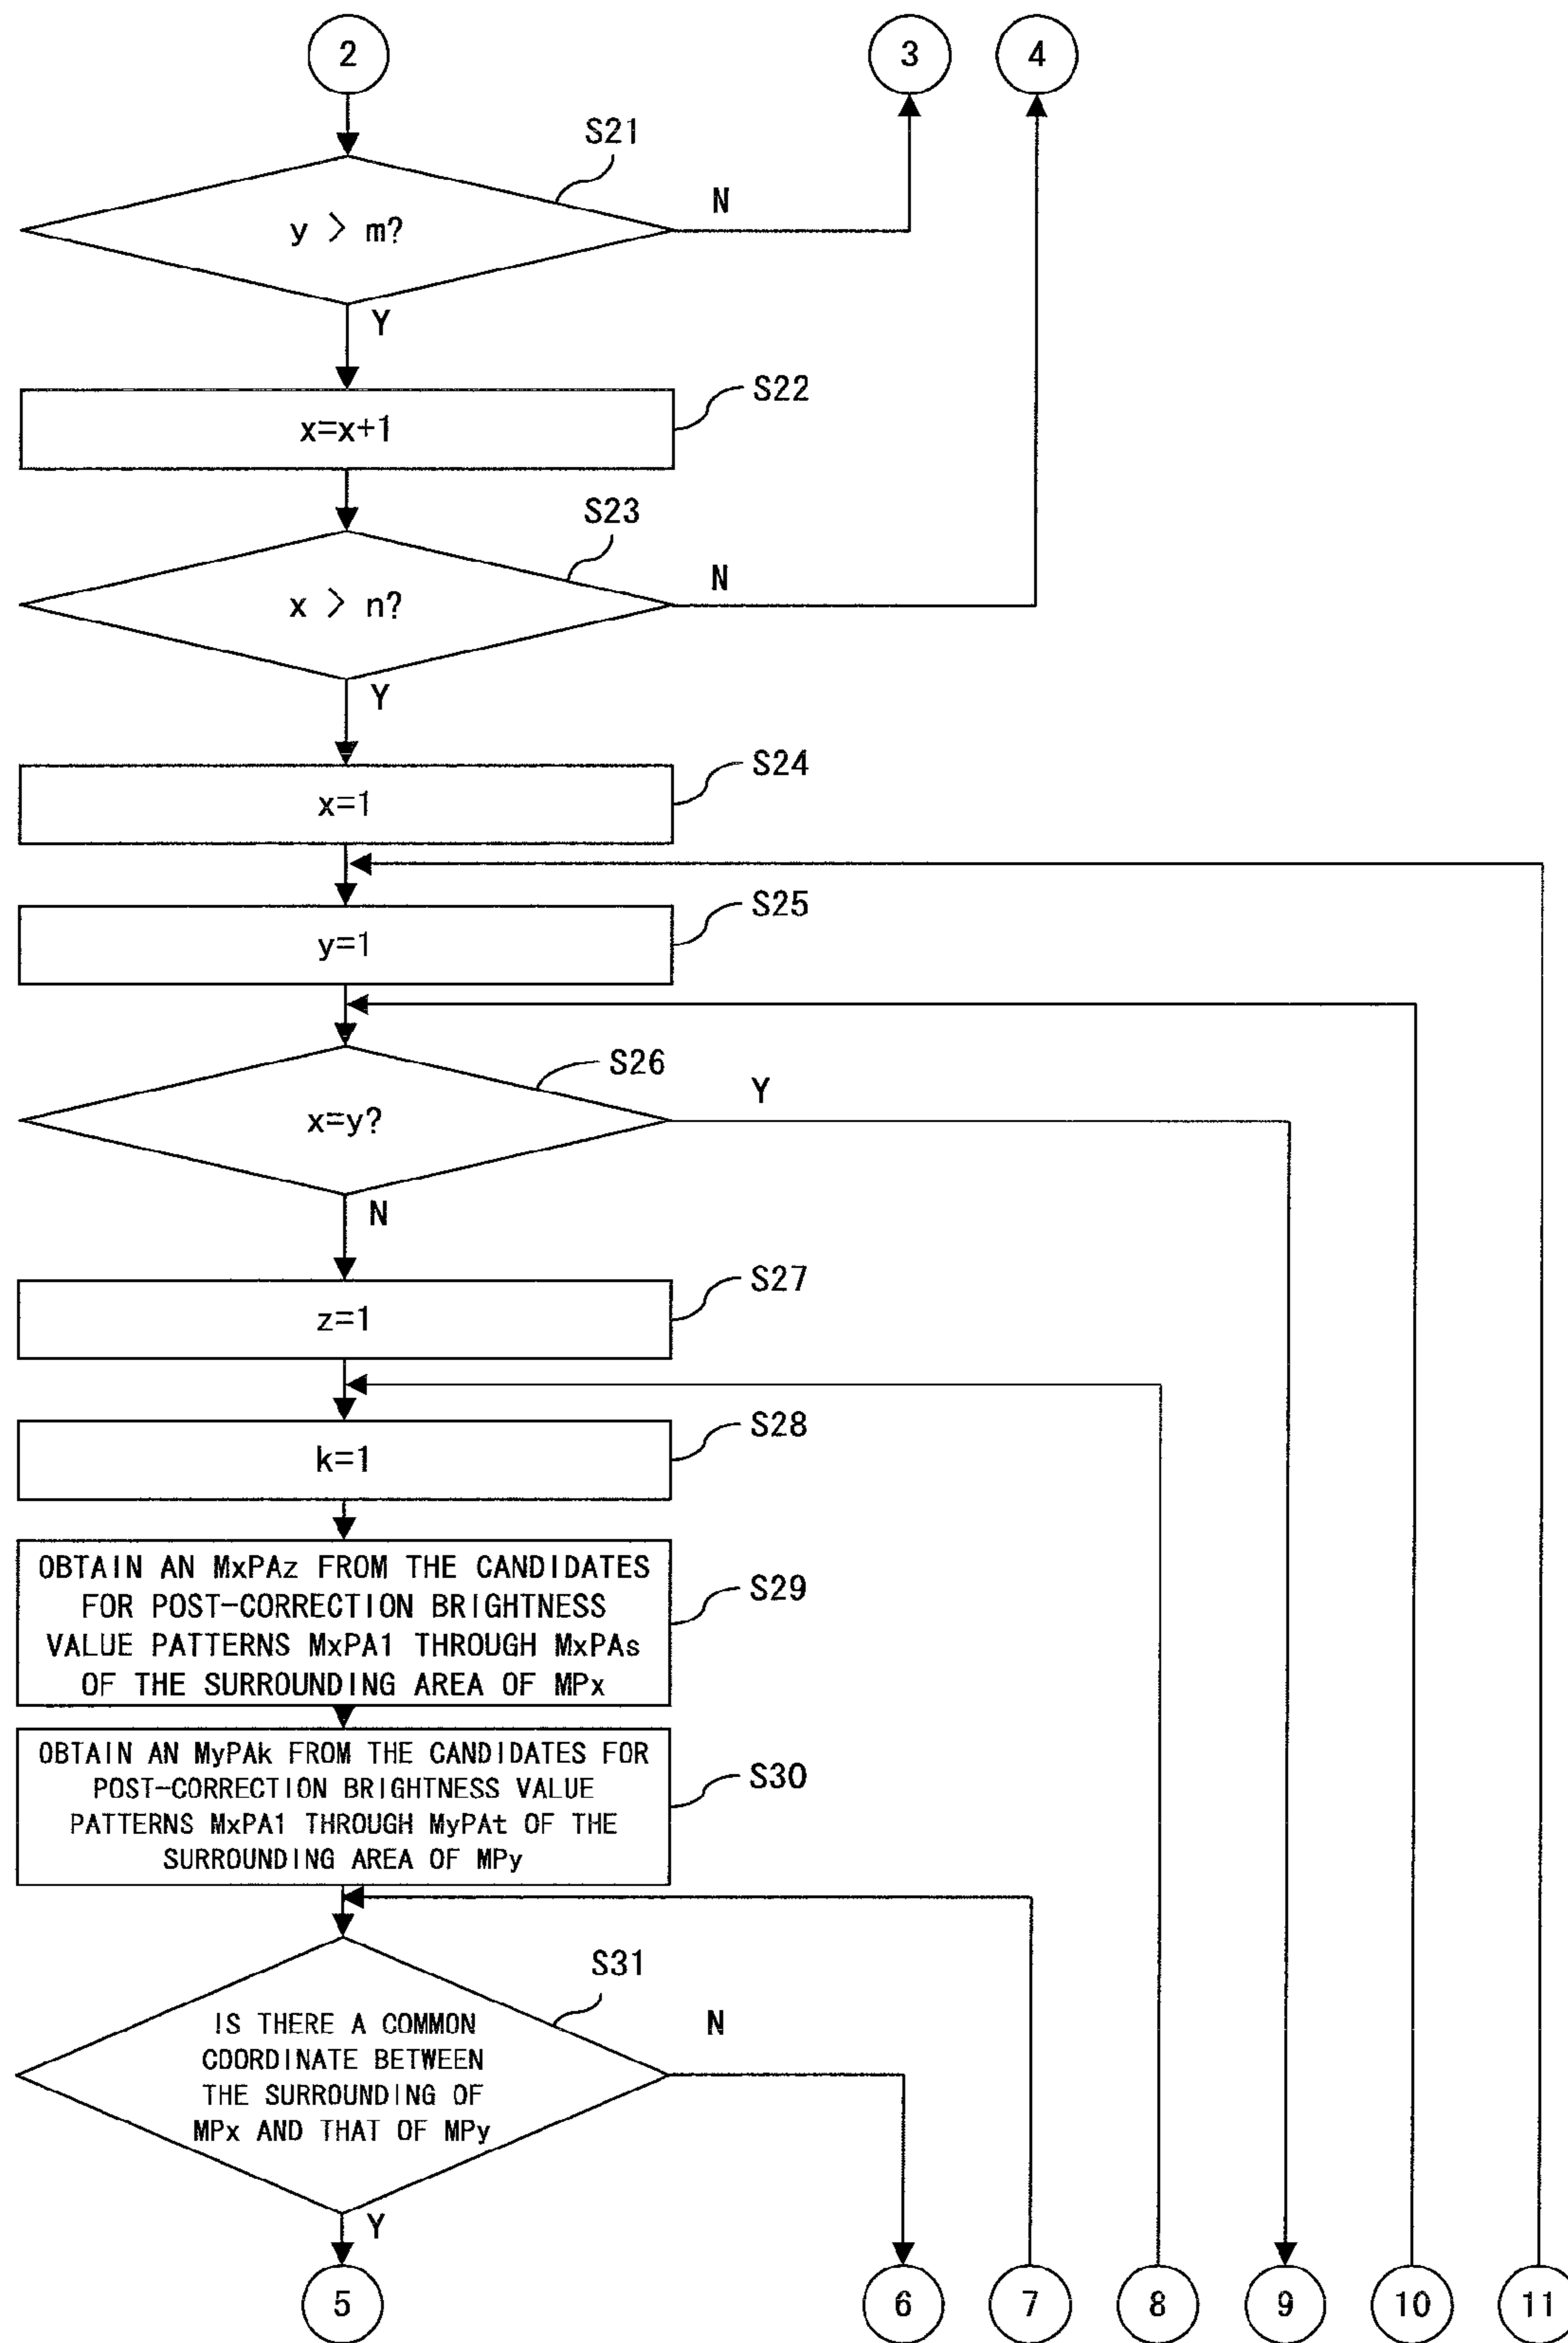 2
3
4
S21
y > m?
N
Y
S22
x=x+1
S23
x > n?
N
Y
S24
x=1
S25
y=1
S26
x=y?
Y
N
S27
z=1
S28
k=1
OBTAIN AN MxPAz FROM THE CANDIDATES
FOR POST-CORRECTION BRIGHTNESS
VALUE PATTERNS MxPA1 THROUGH MxPAs
OF THE SURROUNDING AREA OF MPx
S29
OBTAIN AN MyPAk FROM THE CANDIDATES FOR
POST-CORRECTION BRIGHTNESS VALUE
PATTERNS MxPA1 THROUGH MyPAt OF THE
SURROUNDING AREA OF MPy
S30
S31
IS THERE A COMMON
COORDINATE BETWEEN
THE SURROUNDING OF
MPx AND THAT OF MPy
N
Y
5
6
7
8
9
10
11